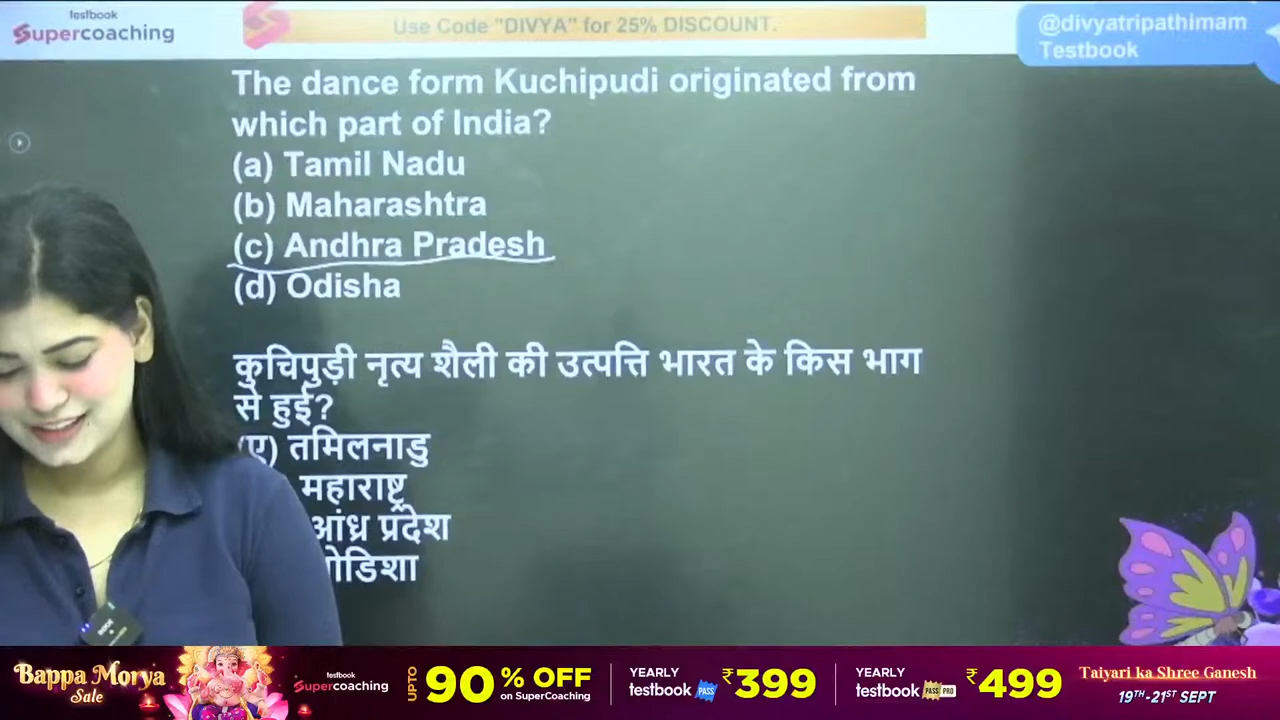 testbook
Supercoaching
Use Code "DIVYA" for 25% DISCOUNT.
@divyatripathimam
Testbook
The dance form Kuchipudi originated from
which part of India?
(a) Tamil Nadu
(b) Maharashtra
(c) Andhra Pradesh
(d) Odisha
कुचिपुड़ी नृत्य शैली की उत्पत्ति भारत के किस भाग
से हुई?
(ए) तमिलनाडु
महाराष्ट्र
आंध्र प्रदेश
Bappa Morya
Sale
testbook
Supercoaching
UPTO 90% OFF
on SuperCoaching
YEARLY
testbook PASS
₹399
YEARLY
testbook PASS PRO
₹499
Taiyari ka Shree Ganesh
19TH-21ST SEPT